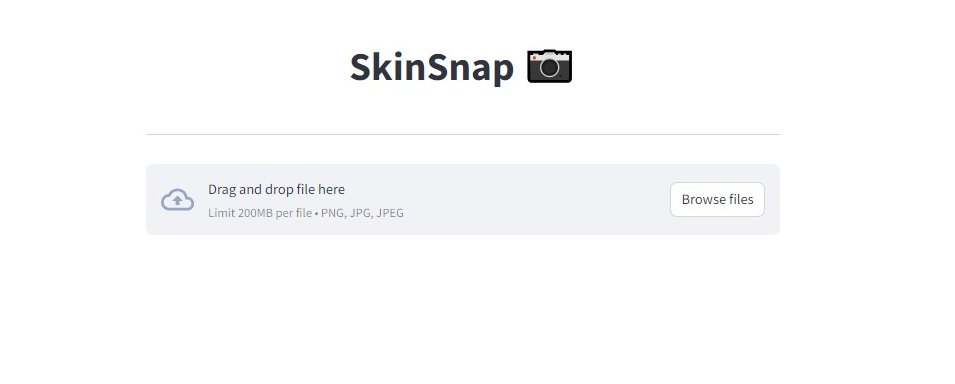 SkinSnap
Drag and drop file here
Limit 200MB per file • PNG, JPG, JPEG
Browse files